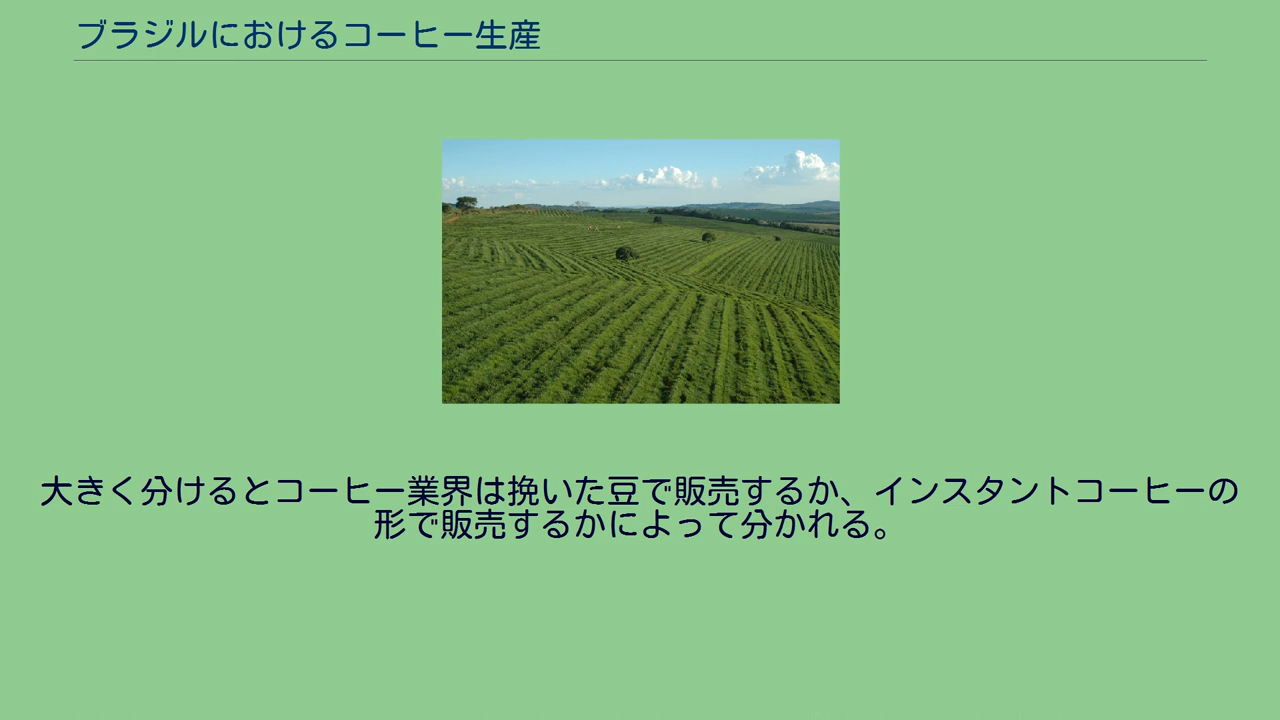 ブラジルにおけるコーヒー生産
大きく分けるとコーヒー業界は挽いた豆で販売するか、インスタントコーヒーの
形で販売するかによって分かれる。